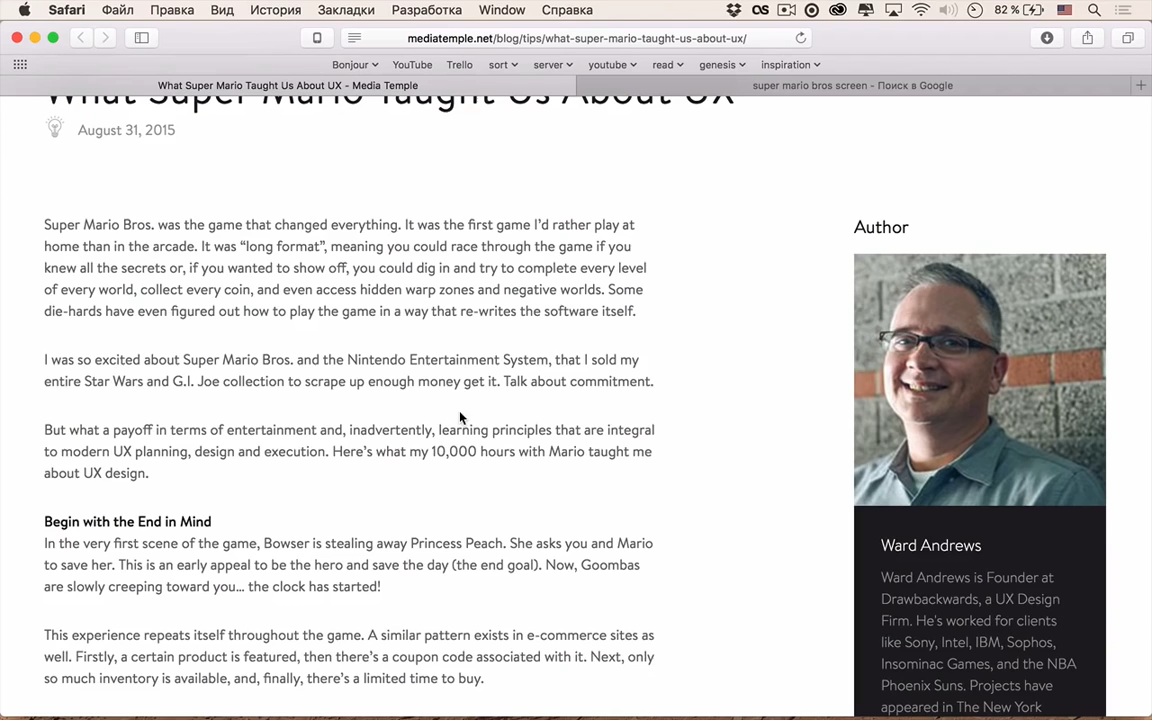 Safari Файл Правка Вид История Закладки Разработка Window Справка 82 %
mediatemple.net/blog/tips/what-super-mario-taught-us-about-ux/
Bonjour YouTube Trello sort server youtube read genesis inspiration
What Super Mario Taught Us About UX - Media Temple super mario bros screen - Поиск в Google
What Super Mario Taught Us About UX
August 31, 2015
Super Mario Bros. was the game that changed everything. It was the first game I'd rather play at
home than in the arcade. It was “long format”, meaning you could race through the game if you
knew all the secrets or, if you wanted to show off, you could dig in and try to complete every level
of every world, collect every coin, and even access hidden warp zones and negative worlds. Some
die-hards have even figured out how to play the game in a way that re-writes the software itself.
I was so excited about Super Mario Bros. and the Nintendo Entertainment System, that I sold my
entire Star Wars and G.I. Joe collection to scrape up enough money get it. Talk about commitment.
But what a payoff in terms of entertainment and, inadvertently, learning principles that are integral
to modern UX planning, design and execution. Here's what my 10,000 hours with Mario taught me
about UX design.
Begin with the End in Mind
In the very first scene of the game, Bowser is stealing away Princess Peach. She asks you and Mario
to save her. This is an early appeal to be the hero and save the day (the end goal). Now, Goombas
are slowly creeping toward you… the clock has started!
This experience repeats itself throughout the game. A similar pattern exists in e-commerce sites as
well. Firstly, a certain product is featured, then there's a coupon code associated with it. Next, only
so much inventory is available, and, finally, there's a limited time to buy.
Author
Ward Andrews
Ward Andrews is Founder at
Drawbackwards, a UX Design
Firm. He's worked for clients
like Sony, Intel, IBM, Sophos,
Insominac Games, and the NBA
Phoenix Suns. Projects have
appeared in The New York